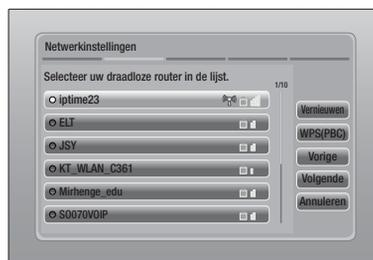 Netwerkinstellingen
Selecteer uw draadloze router in de lijst.
1/10
iptime23
ELT
JSY
KT_WLAN_C361
Mirhenge_edu
SO070VOIP
Vernieuwen
WPS(PBC)
Vorige
Volgende
Annuleren